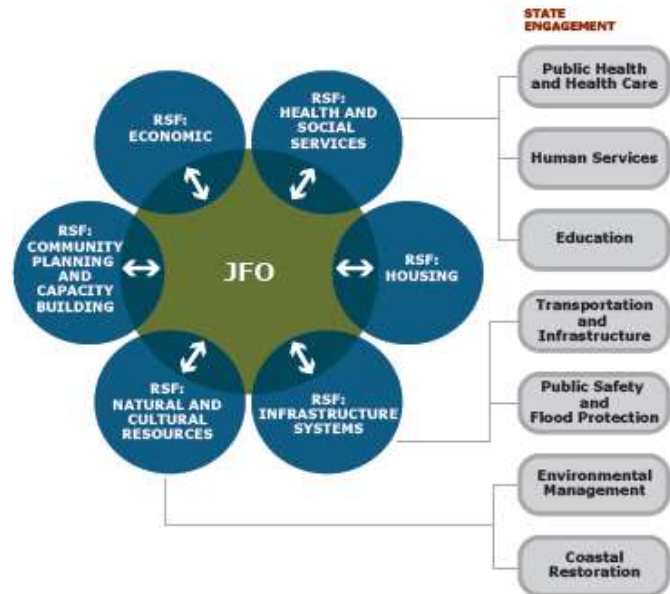 STATE
ENGAGEMENT
RSF:
ECONOMIC
RSF:
HEALTH AND
SOCIAL
SERVICES
RSF:
COMMUNITY
PLANNING
AND
CAPACITY
BUILDING
JFO
RSF:
HOUSING
RSF:
NATURAL AND
CULTURAL
RESOURCES
RSF:
INFRASTRUCTURE
SYSTEMS
Public Health
and Health Care
Human Services
Education
Transportation
and
Infrastructure
Public Safety
and
Flood Protection
Environmental
Management
Coastal
Restoration